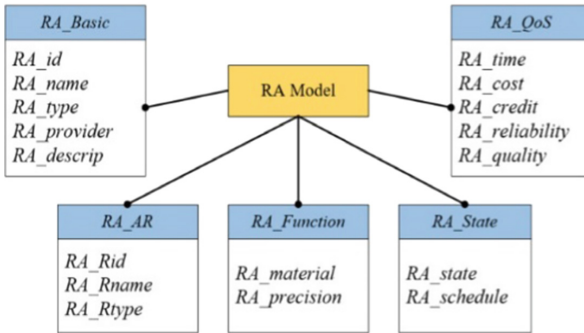 RA_Basic
RA_id
RA_name
RA_type
RA_provider
RA_descrip
RA Model
RA_QoS
RA_time
RA_cost
RA_credit
RA_reliability
RA_quality
RA_AR
RA_Rid
RA_Rname
RA_Rtype
RA_Function
RA_material
RA_precision
RA_State
RA_state
RA_schedule